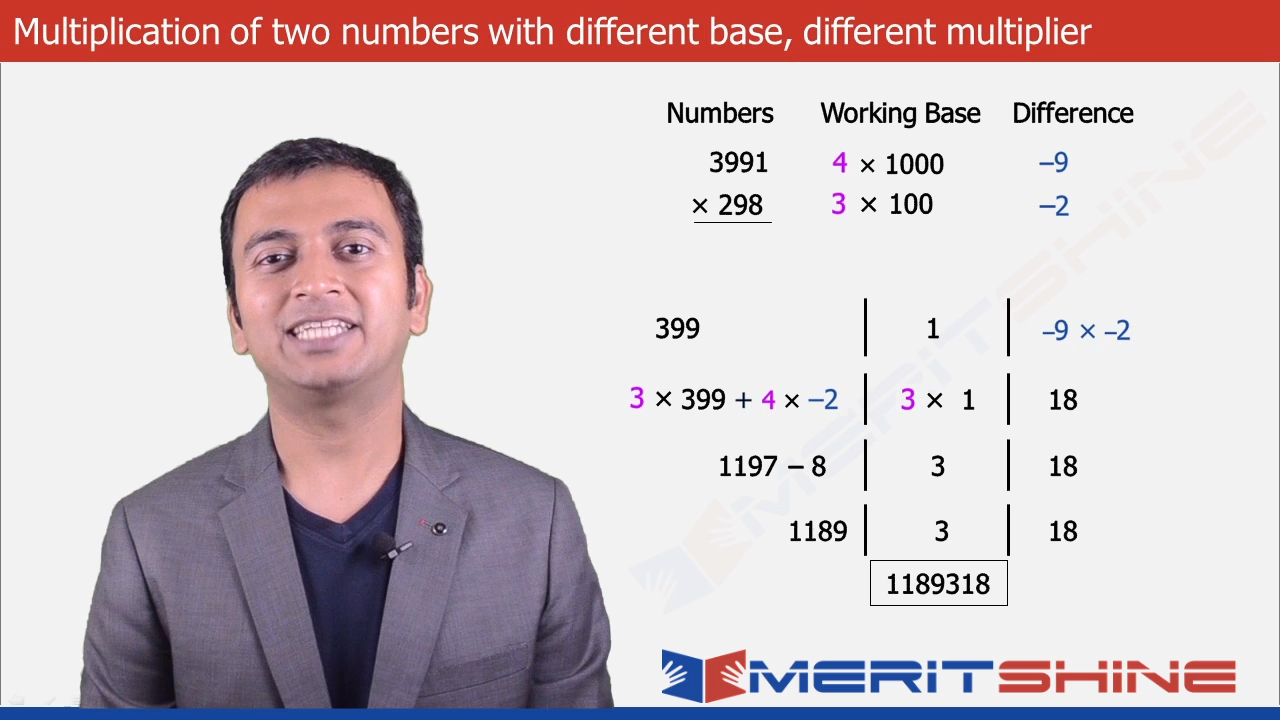 Multiplication of two numbers with different base, different multiplier
Numbers Working Base Difference
3991 4 × 1000 –9
× 298 3 × 100 –2
399 1 –9 × –2
3 × 399 + 4 × –2 3 × 1 18
1197 – 8 3 18
1189 3 18
1189318
MERITSHINE
MERITSHINE